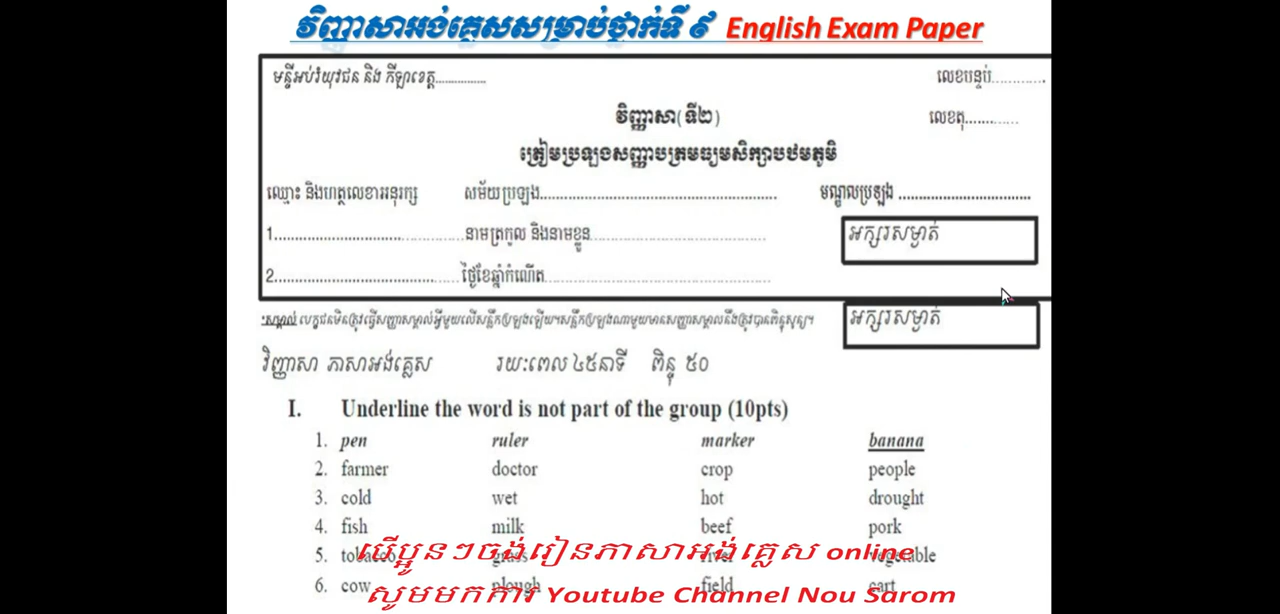 វិញ្ញាសាអង់គ្លេសសម្រាប់ថ្នាក់ទី ៩ English Exam Paper
មន្ទីអប់រំយុវជន និង កីឡាខេត្ត............... លេខបន្ទប់..............
វិញ្ញាសា(ទី២) លេខតុ..............
ត្រៀមប្រឡងសញ្ញាបត្រមធ្យមសិក្សាបឋមភូមិ
ឈ្មោះ និងហត្ថលេខាអនុរក្ស សម័យប្រឡង...................................................... មណ្ឌលប្រឡង ..............................
1................................................នាមត្រកូល និងនាមខ្លួន........................................ អក្សរសម្ងាត់
2................................................ថ្ងៃខែឆ្នាំកំណើត..................................................
អក្សរសម្ងាត់
វិញ្ញាសា ភាសាអង់គ្លេស រយៈពេល ៤៥នាទី ពិន្ទុ ៥០
I. Underline the word is not part of the group (10pts)
1. pen ruler marker banana
2. farmer doctor crop people
3. cold wet hot drought
4. fish milk beef pork
5. tobacco grass river vegetable
បើប្អូនៗចង់រៀនភាសាអង់គ្លេស online
6. cow plough field cart
សូមមកការ Youtube Channel Nou Sarom